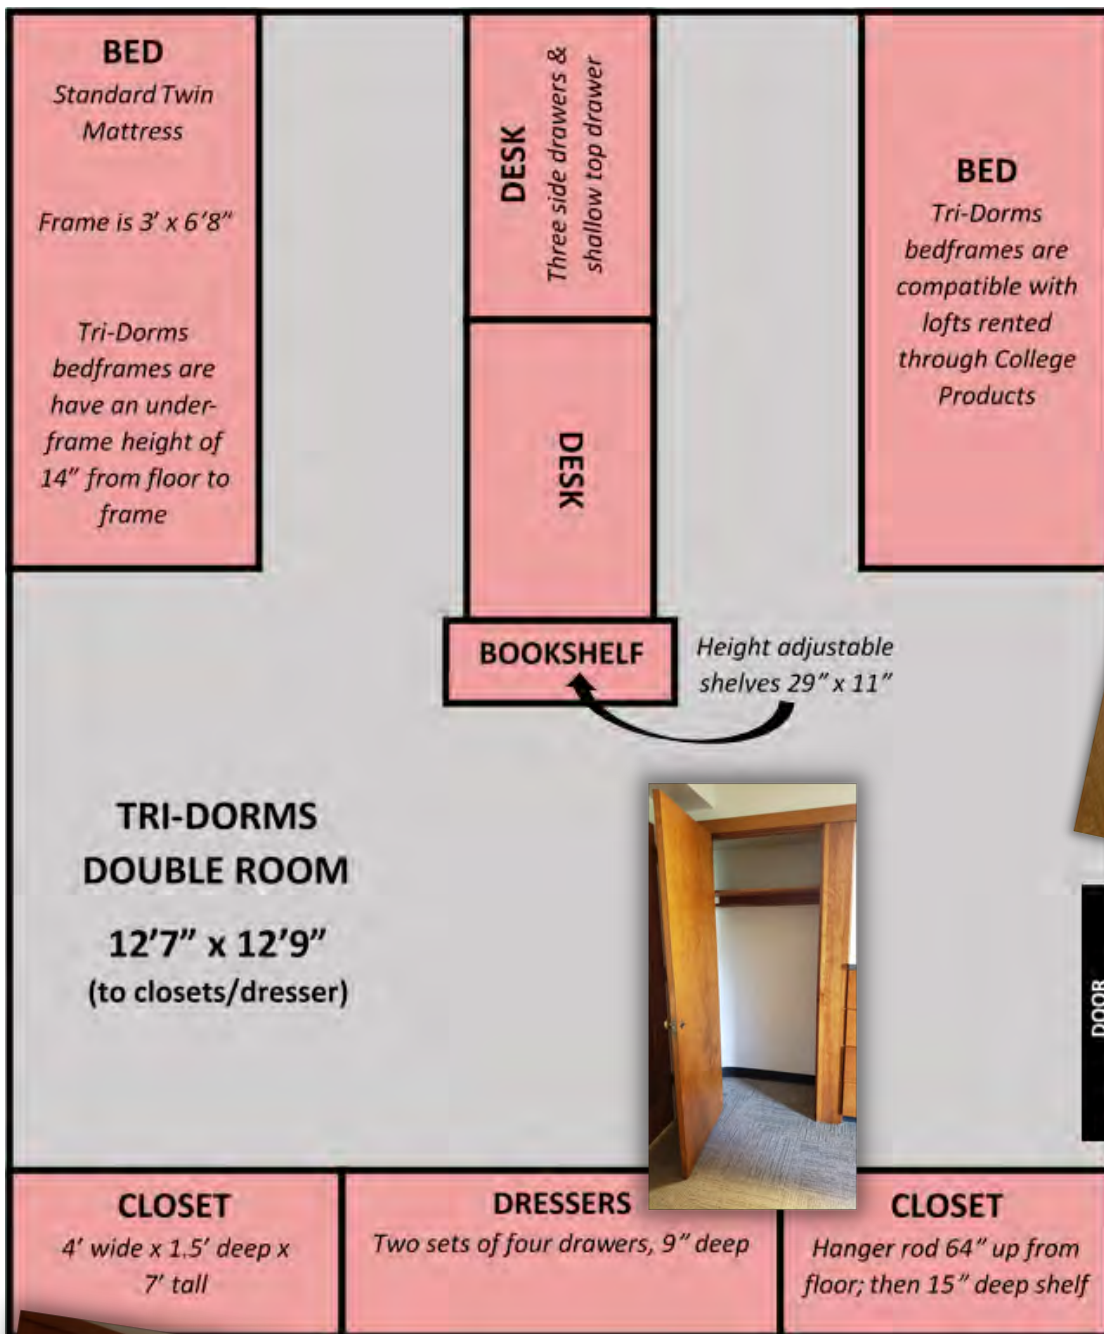 BED
Standard Twin
Mattress
Frame is 3' x 6'8"
Tri-Dorms
bedframes are
have an under-
frame height of
14" from floor to
frame
DESK
Three side drawers &
shallow top drawer
BED
Tri-Dorms
bedframes are
compatible with
lofts rented
through College
Products
DESK
BOOKSHELF
Height adjustable
shelves 29" x 11"
TRI-DORMS
DOUBLE ROOM
12'7" x 12'9"
(to closets/dresser)
DOOR
CLOSET
4' wide x 1.5' deep x
7' tall
DRESSERS
Two sets of four drawers, 9" deep
CLOSET
Hanger rod 64" up from
floor; then 15" deep shelf